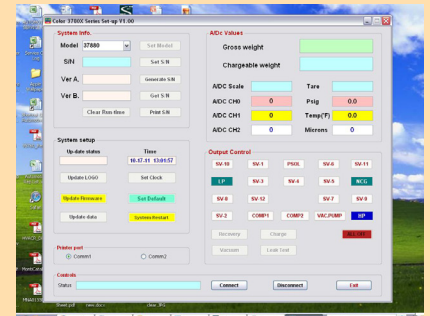 Color 3780X Series Set-up V1.00
System Info.
Model 37880 Set Model
S/N Set S/N
Ver A. Generate S/N
Ver B. Get S/N
Clear Run time Print S/N
System setup
Up-date status Time
10.17.11 13:01:57
Update LOGO Set Clock
Update Firmware Set Default
Update data System Restart
Printer port
Comm1 Comm2
A/Dc Values
Gross weight
Chargeable weight
A/DC Scale Tare
A/DC CH0 0 Psig 0.0
A/DC CH1 0 Temp(°F) 0.0
A/DC CH2 0 Microns 0
Output Control
SV-10 SV-1 PSOL SV-6 SV-11
LP SV-3 SV-4 SV-5 NCG
SV-8 SV-12 SV-7 SV-9
SV-2 COMP1 COMP2 VAC.PUMP HP
Recovery Charge ALL Off
Vacuum Leak Test
Controls
Status Connect Disconnect Exit